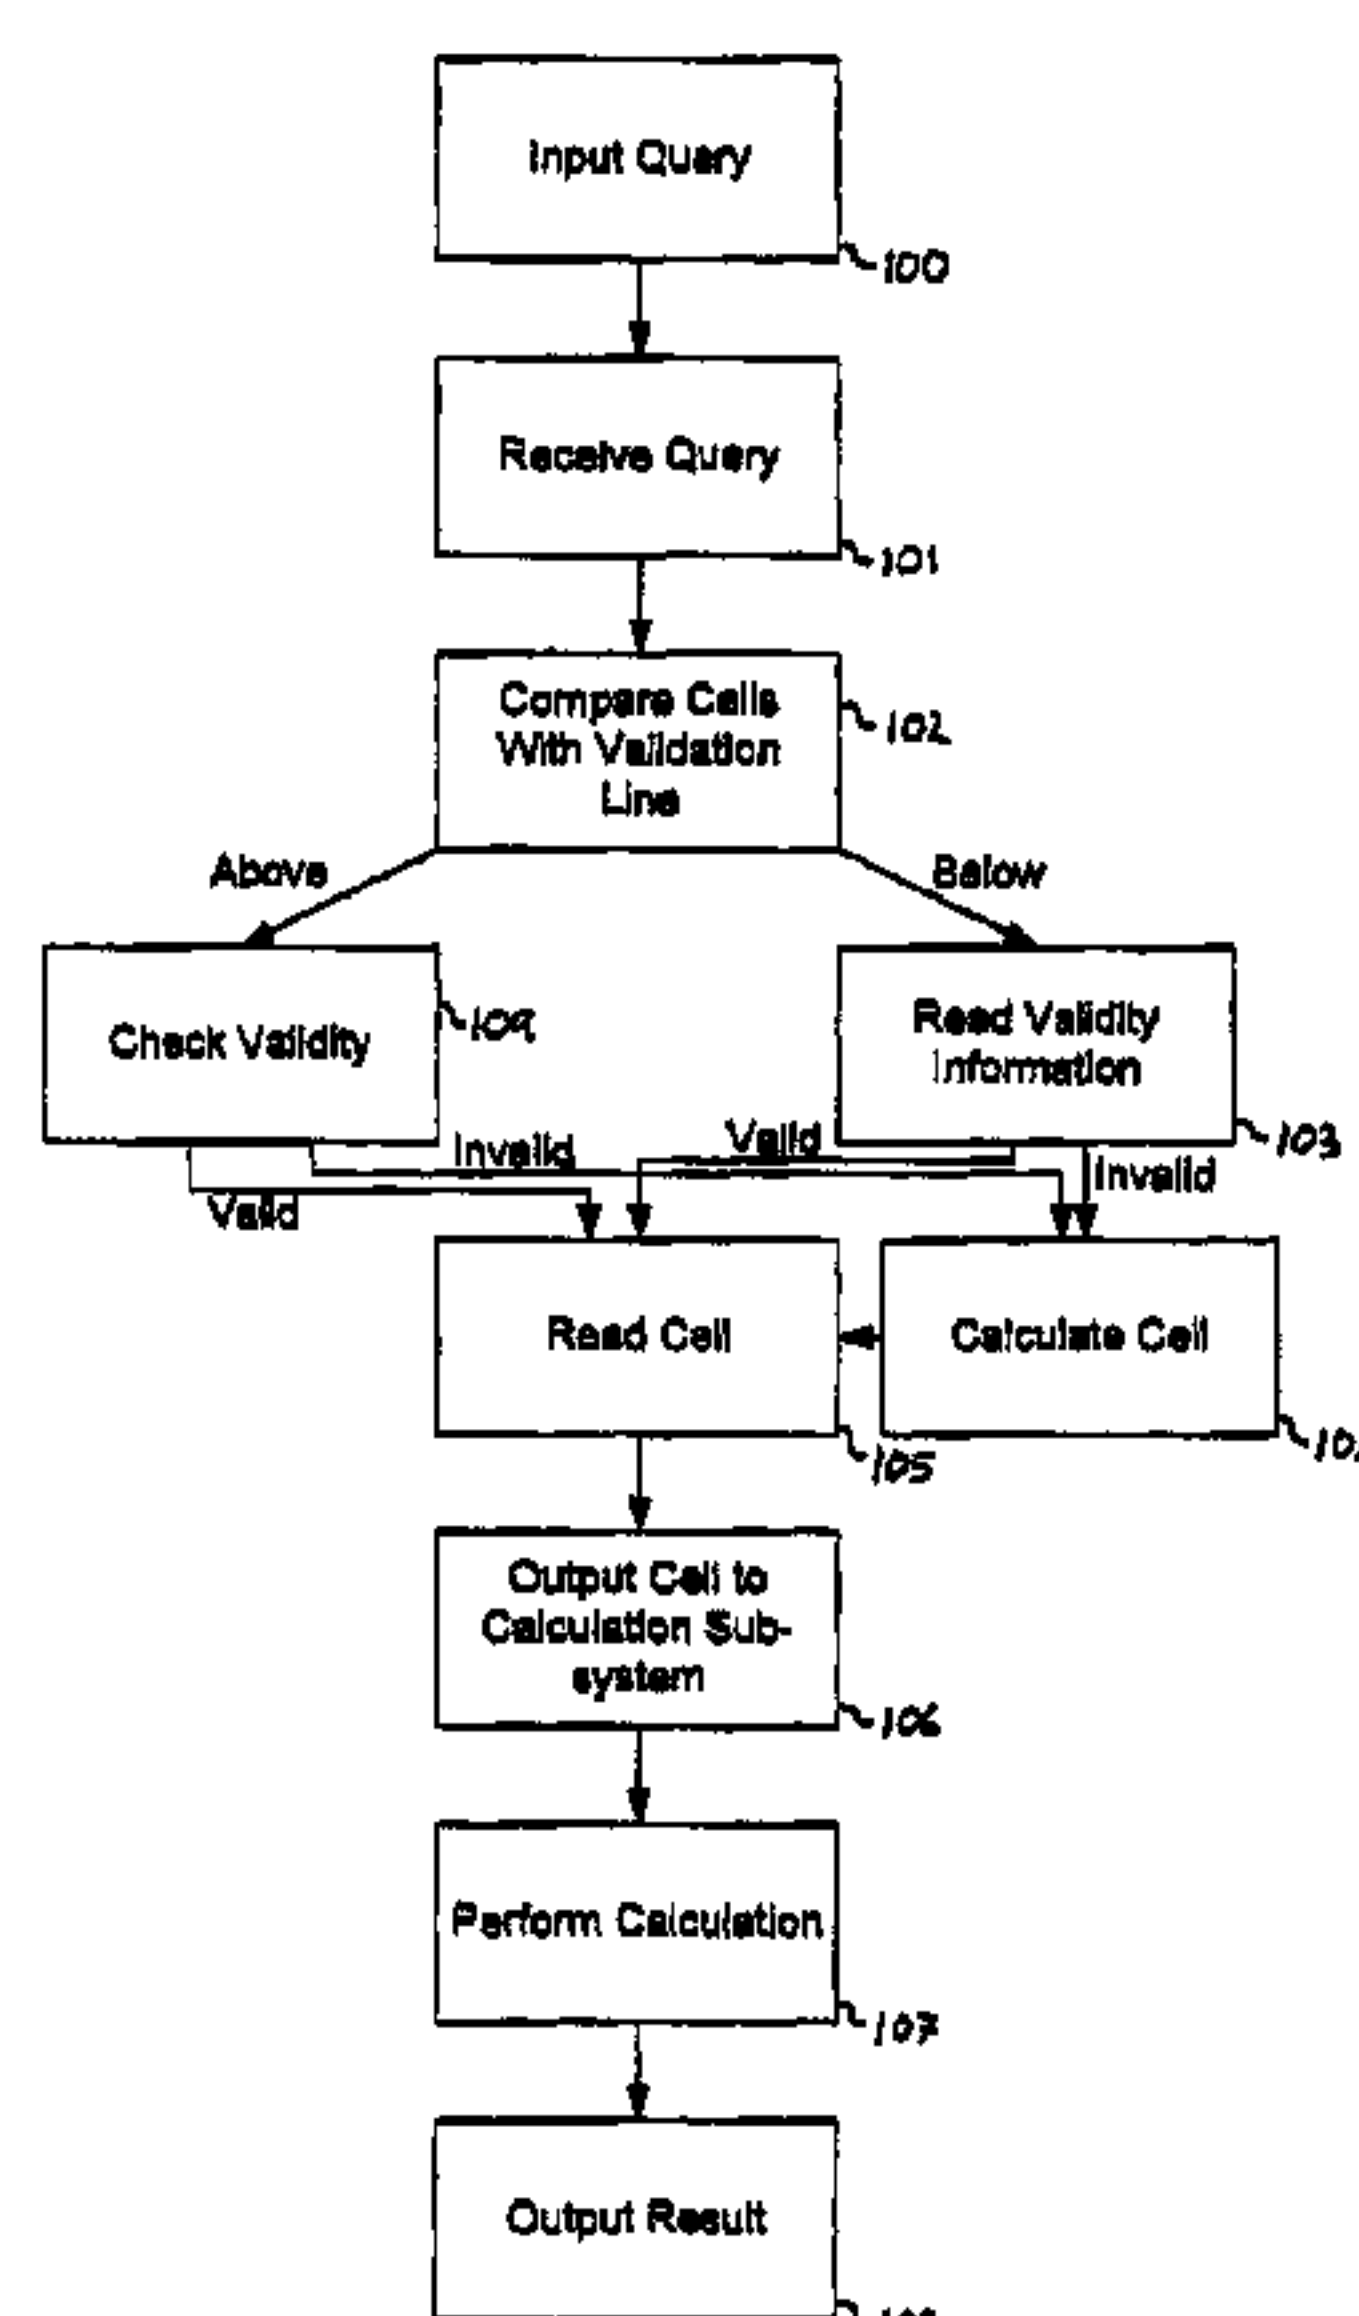 Input Query
100
Receive Query
101
Compare Cells
With Validation
Line
102
Above
Below
Check Validity
109
Read Validity
Information
103
Invalid
Valid
Invalid
Valid
Read Cell
105
Calculate Cell
Output Cell to
Calculation Sub-
system
106
Perform Calculation
107
Output Result